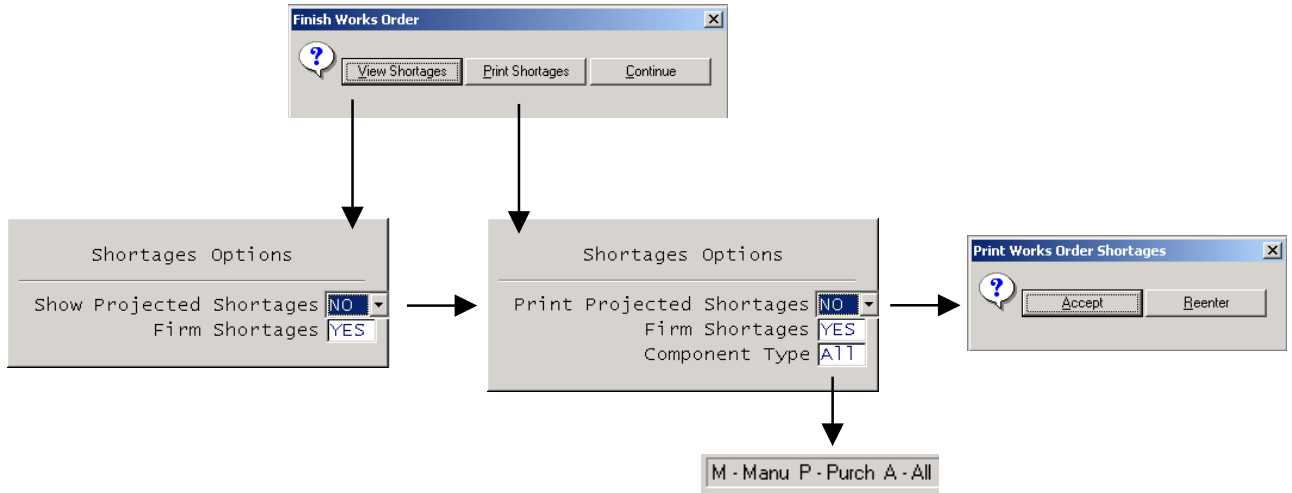 Finish Works Order
View Shortages Print Shortages Continue
Shortages Options
Show Projected Shortages NO
Firm Shortages YES
Shortages Options
Print Projected Shortages NO
Firm Shortages YES
Component Type All
Print Works Order Shortages
Accept Reenter
M - Manu P - Purch A - All